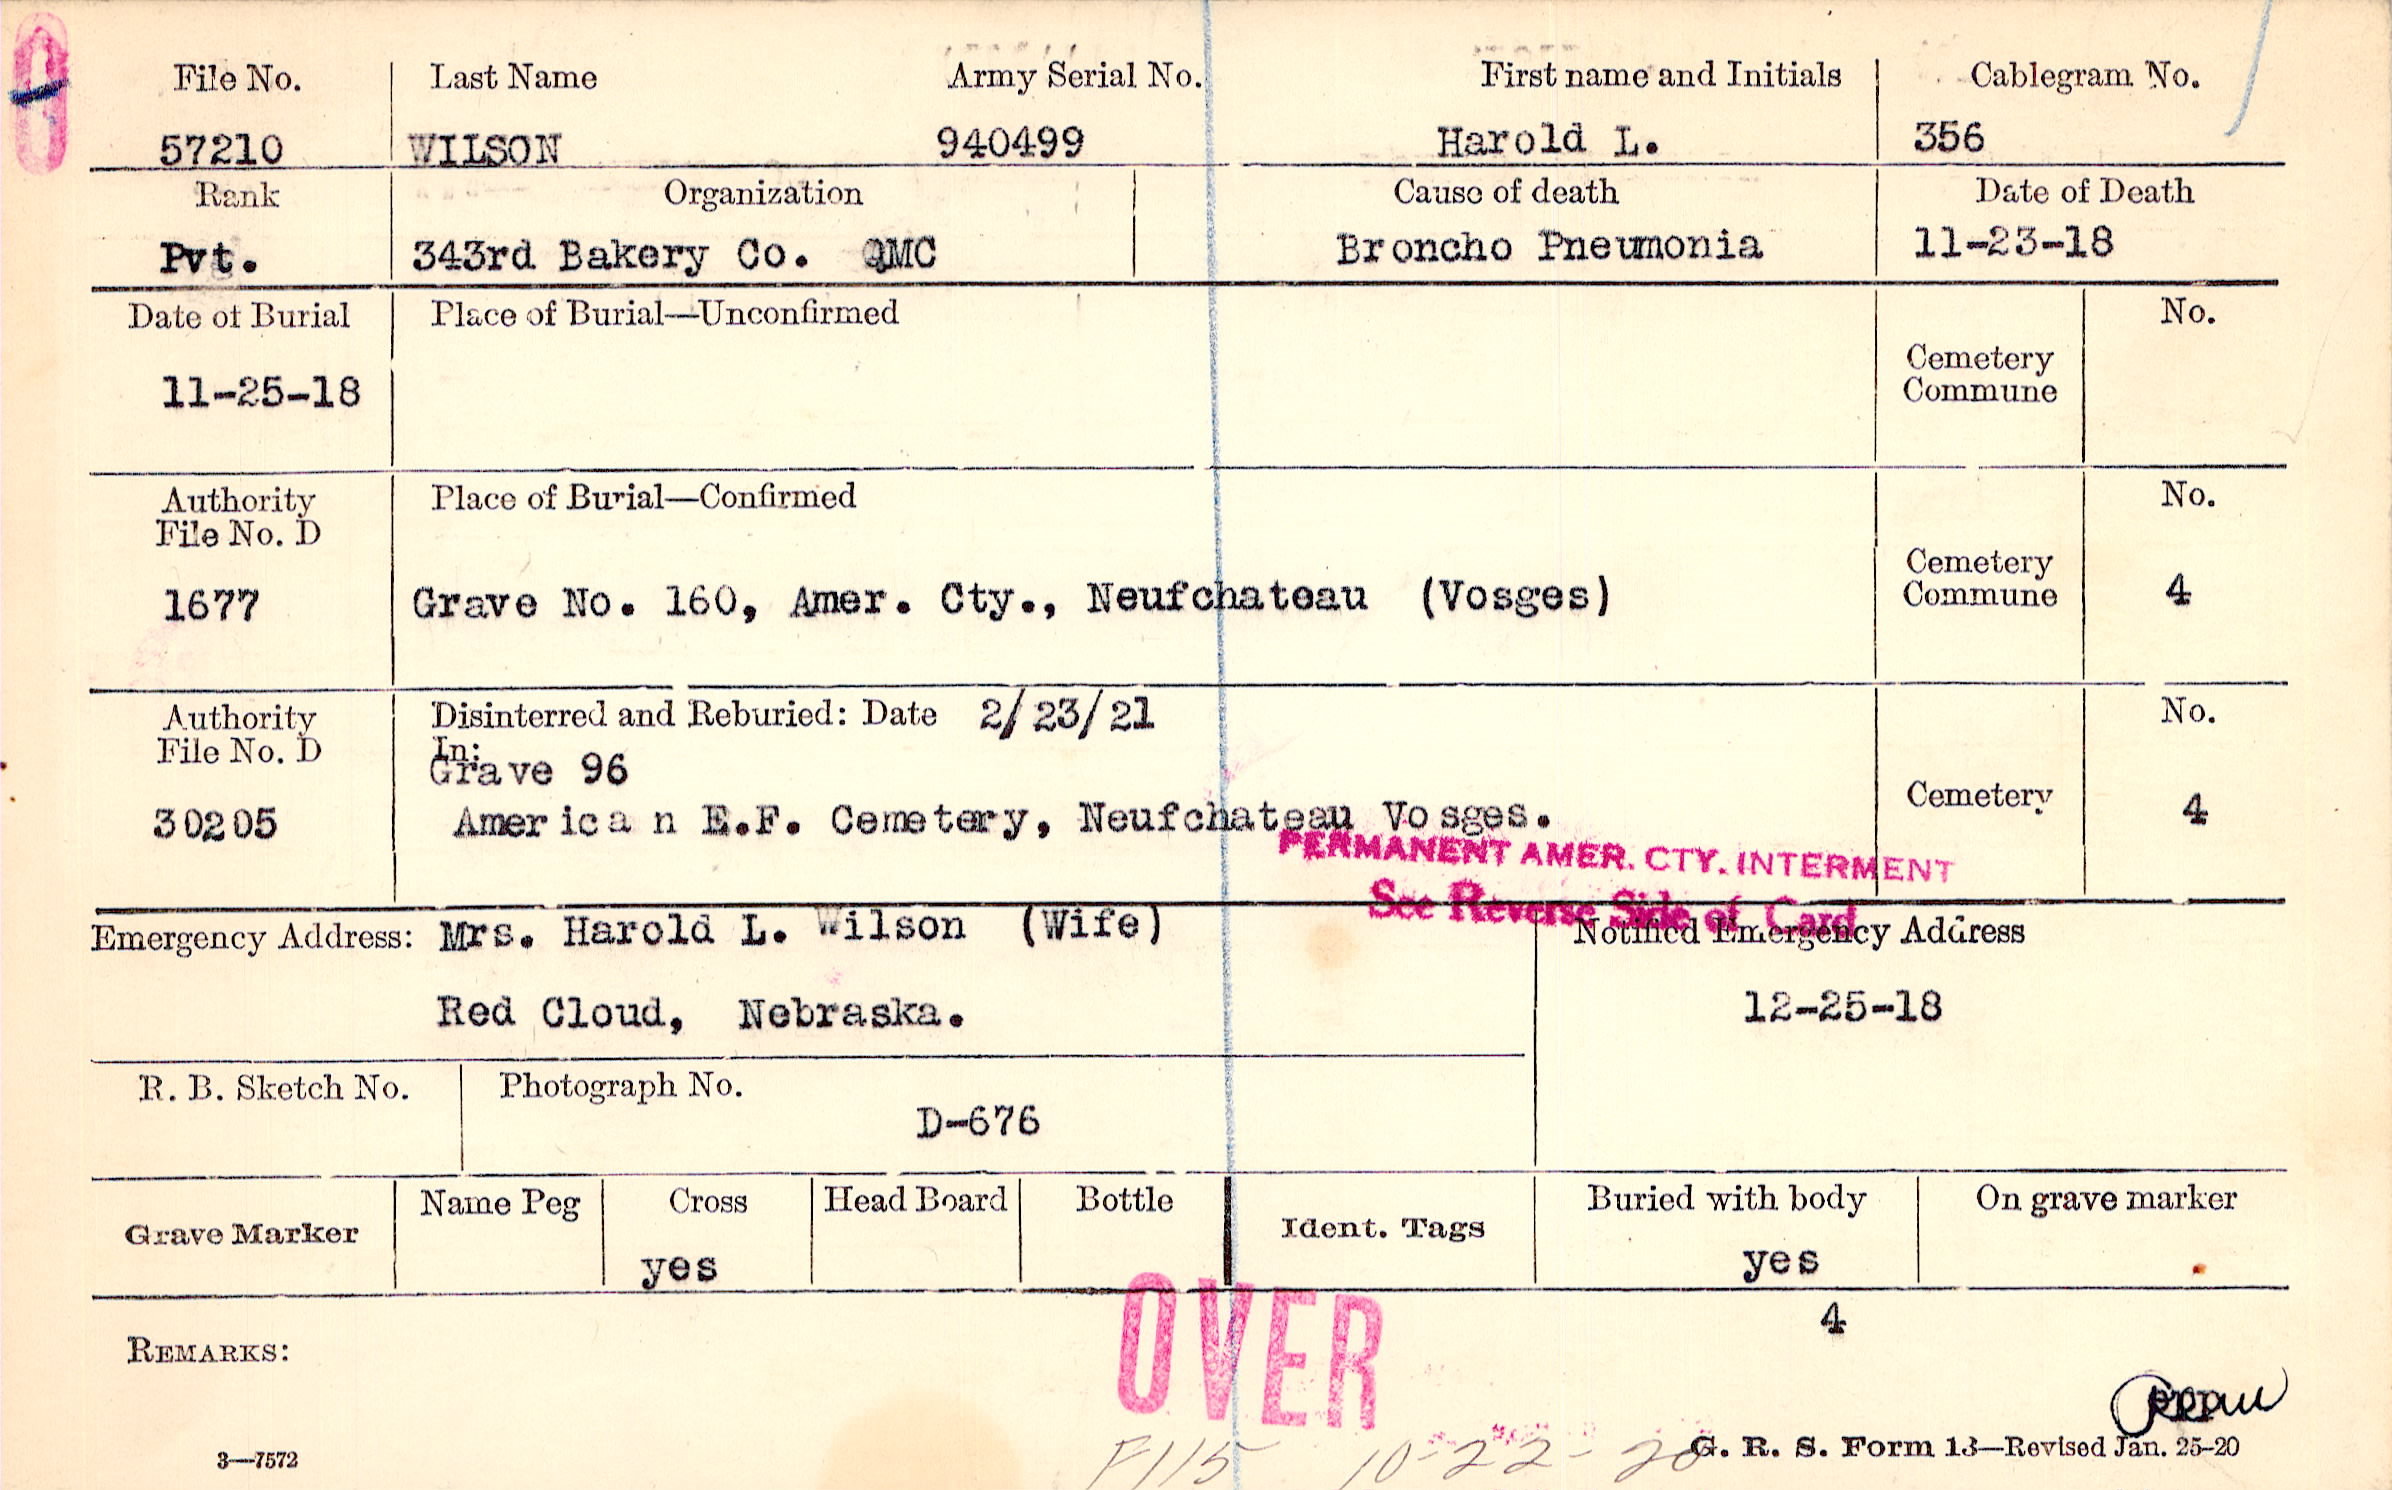 File No. Last Name Army Serial No. First name and Initials Cablegram No.
57210 WILSON 940499 Harold L. 356
Rank Organization Cause of death Date of Death
Pvt. 343rd Bakery Co. QMC Broncho Pneumonia 11-23-18
Date of Burial Place of Burial—Unconfirmed No.
Cemetery
Commune
11-25-18
Authority Place of Burial—Confirmed No.
File No. D
Cemetery
Commune
1677 Grave No. 160, Amer. Cty., Neufchateau (Vosges) 4
Authority Disinterred and Reburied: Date 2/23/21 No.
File No. D In:
Grave 96
Cemetery
30205 American E.F. Cemetery, Neufchateau Vosges. 4
PERMANENT AMER. CTY. INTERMENT
See Reverse Side of Card
Emergency Address: Mrs. Harold L. Wilson (Wife) Notified Emergency Address
Red Cloud, Nebraska. 12-25-18
R. B. Sketch No. Photograph No.
D-676
Name Peg Cross Head Board Bottle Buried with body On grave marker
Grave Marker Ident. Tags
yes yes
4
OVER
REMARKS:
F115 10-22-20
G. R. S. Form 13—Revised Jan. 25-20
3—7572